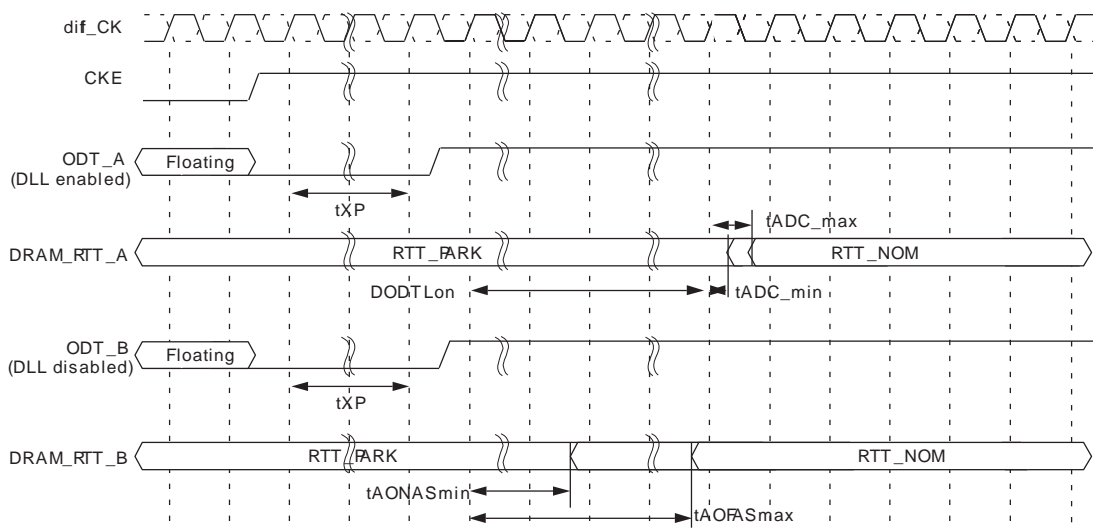 dif_CK
CKE
ODT_A
(DLL enabled)
Floating
tXP
tADC_max
DRAM_RTT_A
RTT_PARK
RTT_NOM
DODTLon
tADC_min
ODT_B
(DLL disabled)
Floating
tXP
DRAM_RTT_B
RTT_PARK
RTT_NOM
tAONASmin
tAOFASmax